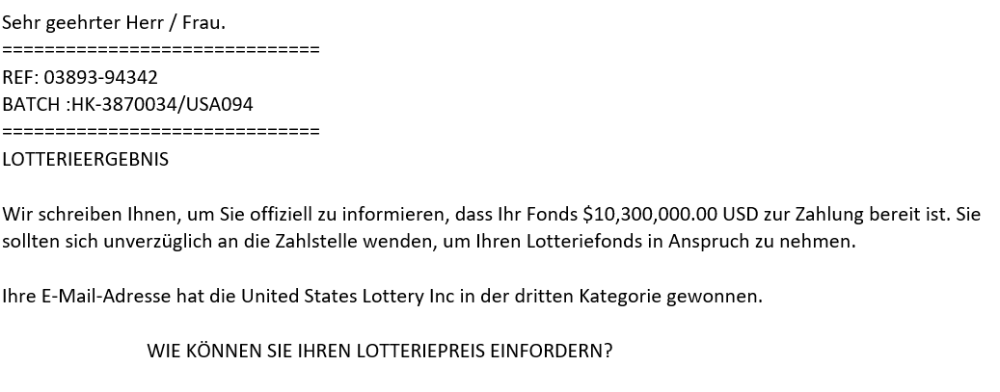 Sehr geehrter Herr / Frau.
==============================
REF: 03893-94342
BATCH :HK-3870034/USA094
==============================
LOTTERIEERGEBNIS
Wir schreiben Ihnen, um Sie offiziell zu informieren, dass Ihr Fonds $10,300,000.00 USD zur Zahlung bereit ist. Sie
sollten sich unverzüglich an die Zahlstelle wenden, um Ihren Lotteriefonds in Anspruch zu nehmen.
Ihre E-Mail-Adresse hat die United States Lottery Inc in der dritten Kategorie gewonnen.
WIE KÖNNEN SIE IHREN LOTTERIEPREIS EINFORDERN?